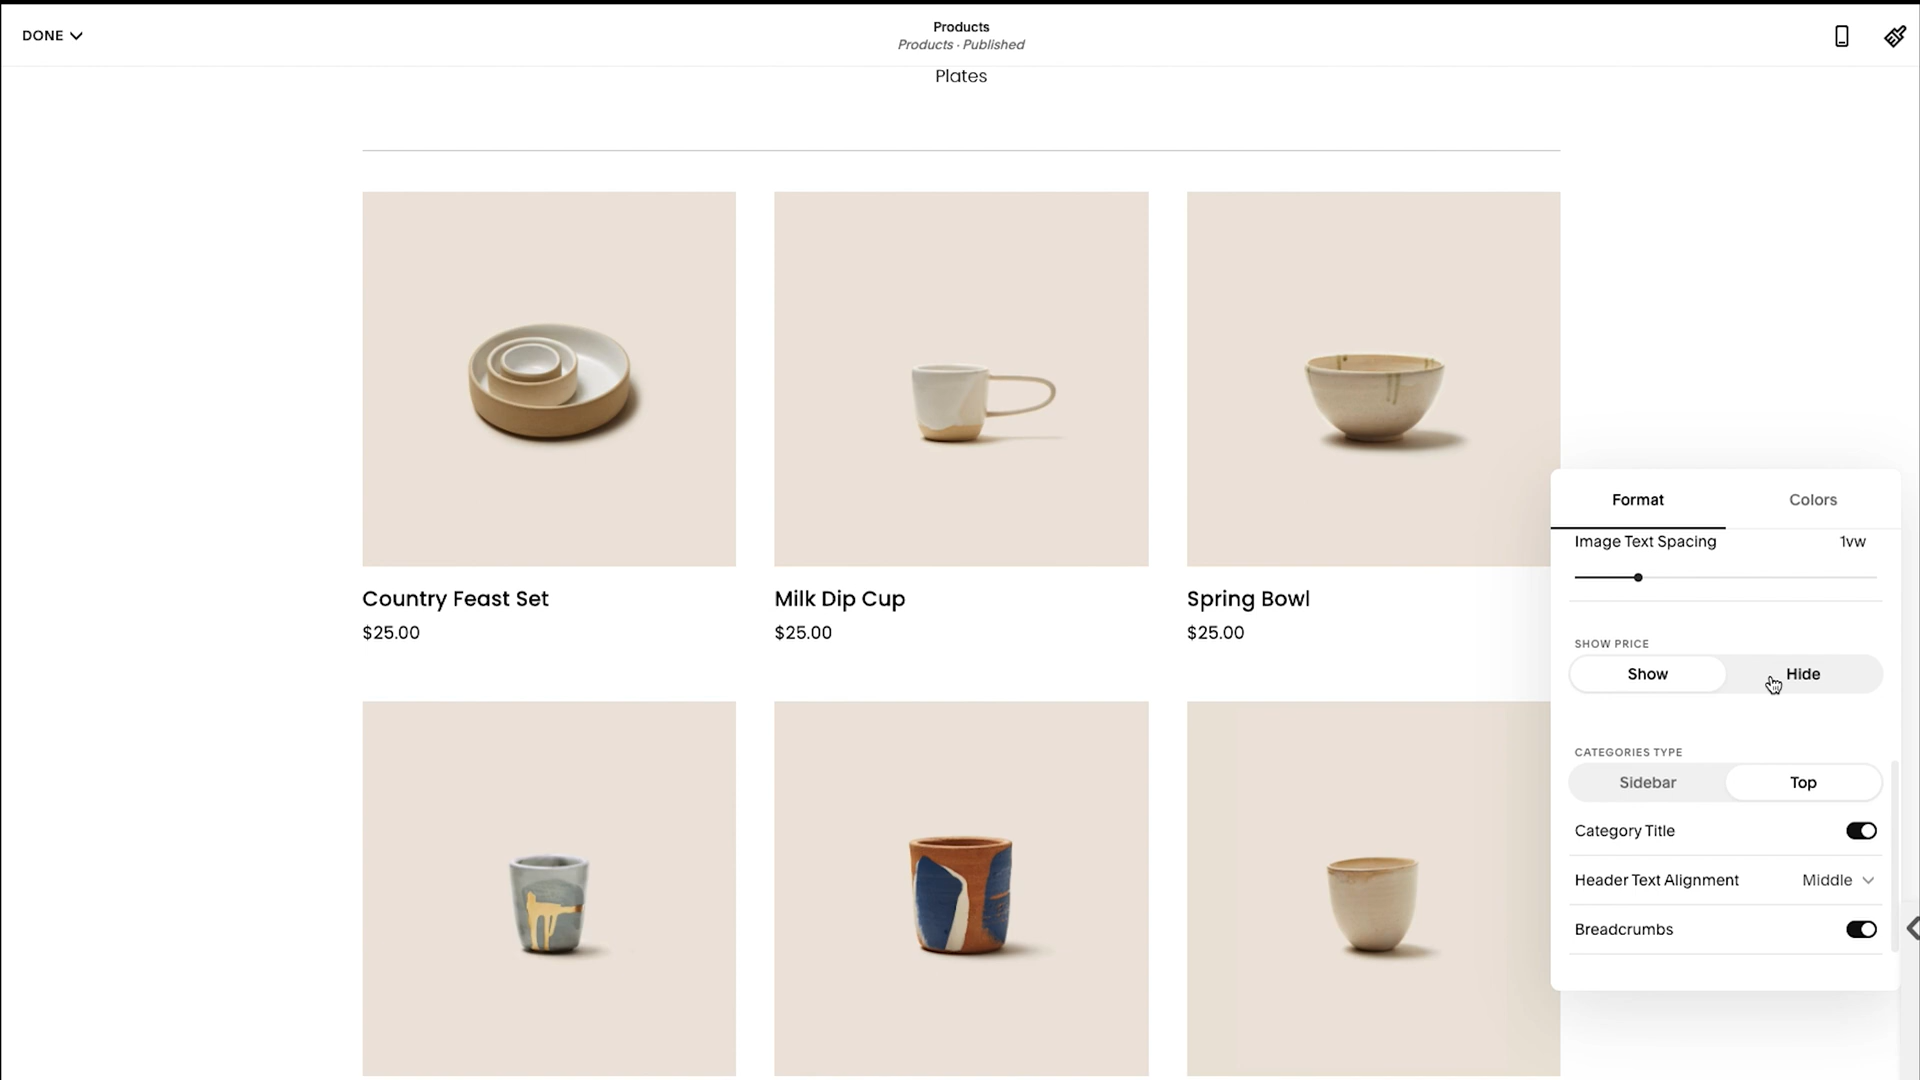 DONE
Products
Products · Published
Plates
Country Feast Set
$25.00
Milk Dip Cup
$25.00
Spring Bowl
$25.00
Format
Colors
Image Text Spacing
1vw
SHOW PRICE
Show
Hide
CATEGORIES TYPE
Sidebar
Top
Category Title
Header Text Alignment
Middle
Breadcrumbs